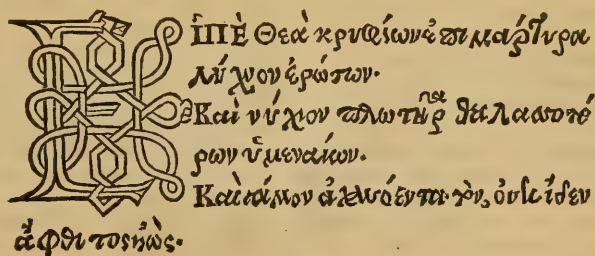 ΕἸΠῈ Θεὰ κρυφίων ἐπιμάρτυρα
λύχνον ἐρώτων.
Καὶ νύχιον πλωτῆρα θαλασσοπό
ρων ὑμεναίων.
Καὶ γάμον ἀχλυόεντα τὸν, οὐκ ἴδεν
ἄφθιτος ἠὼς.